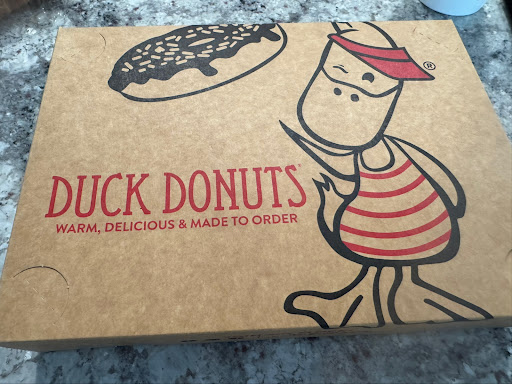 DUCK DONUTS®
WARM, DELICIOUS & MADE TO ORDER
®